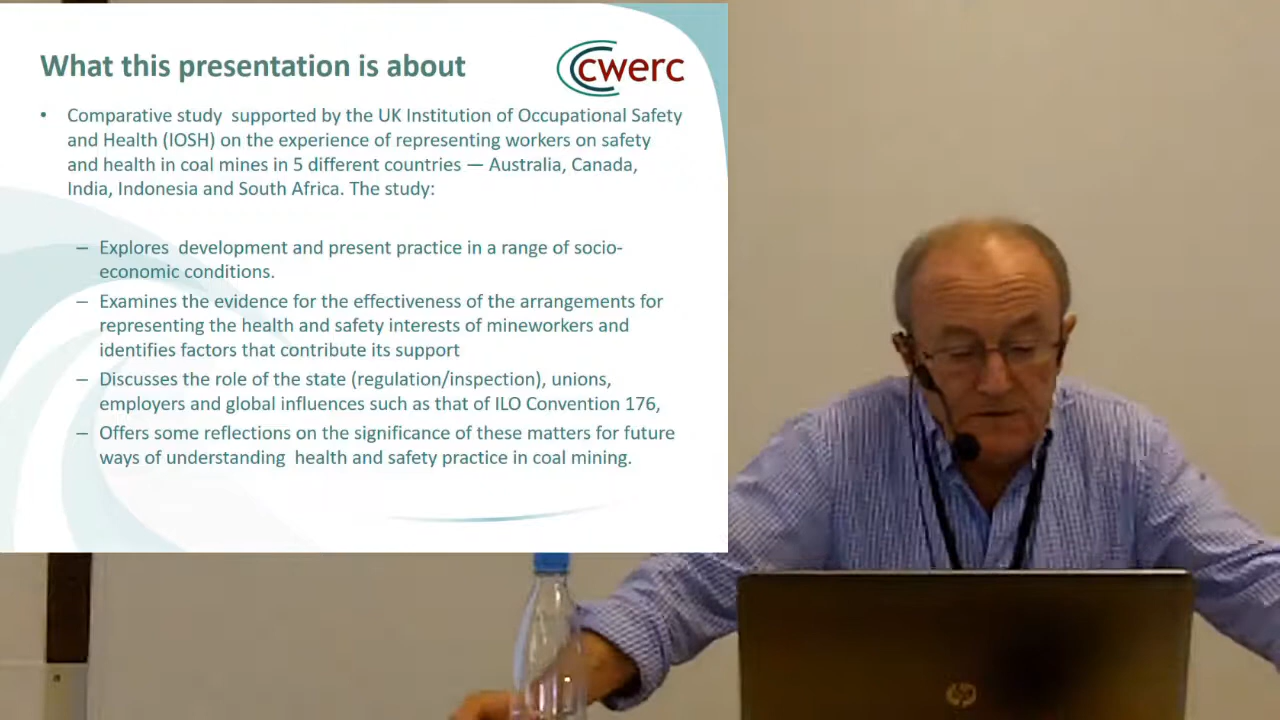 What this presentation is about
cwerc
• Comparative study supported by the UK Institution of Occupational Safety
and Health (IOSH) on the experience of representing workers on safety
and health in coal mines in 5 different countries — Australia, Canada,
India, Indonesia and South Africa. The study:
– Explores development and present practice in a range of socio-
economic conditions.
– Examines the evidence for the effectiveness of the arrangements for
representing the health and safety interests of mineworkers and
identifies factors that contribute its support
– Discusses the role of the state (regulation/inspection), unions,
employers and global influences such as that of ILO Convention 176,
– Offers some reflections on the significance of these matters for future
ways of understanding health and safety practice in coal mining.
hp